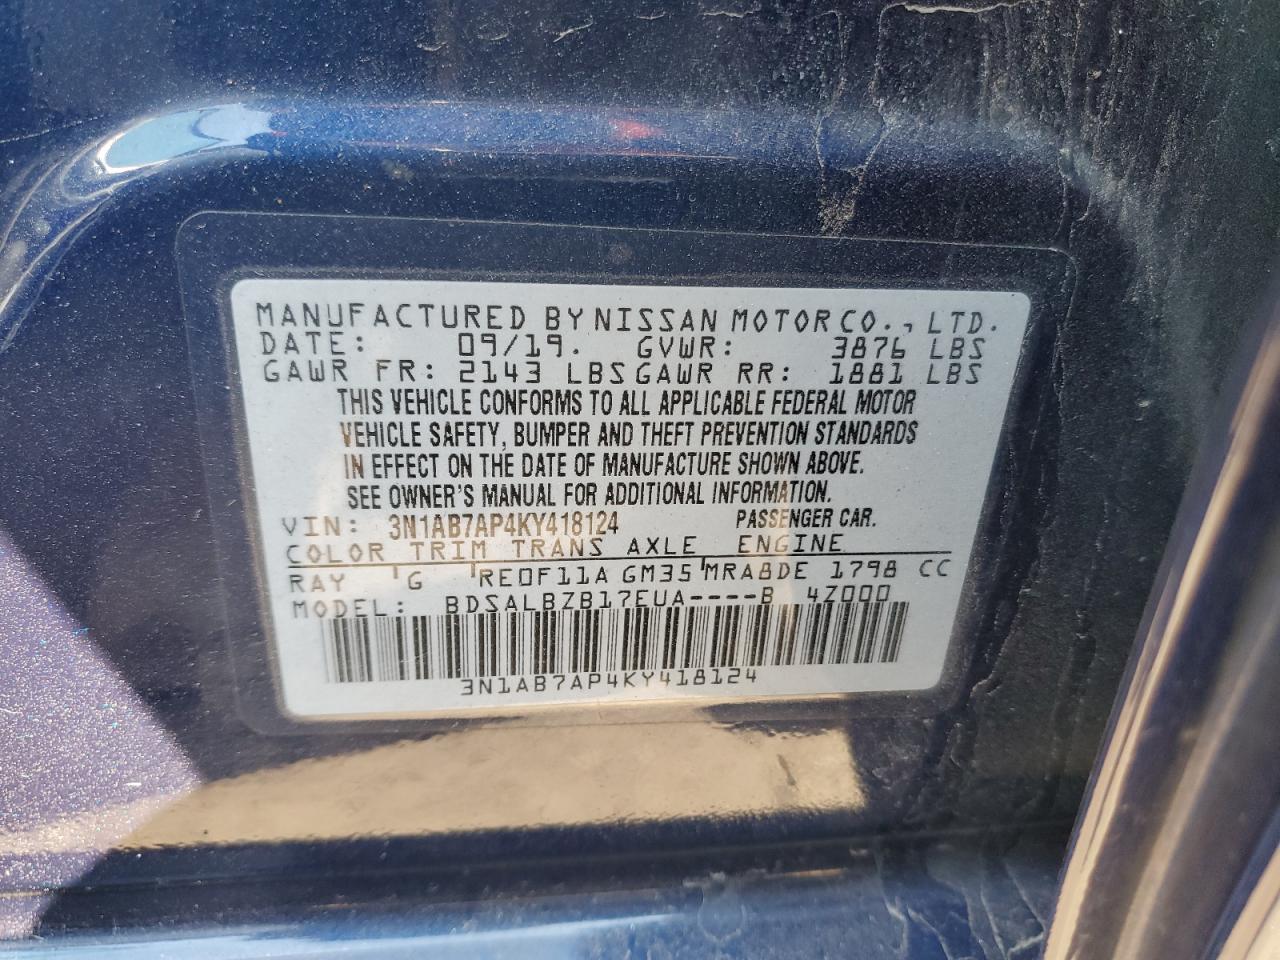 MANUFACTURED BY NISSAN MOTOR CO., LTD.
DATE: 09/19. GVWR: 3876 LBS
GAWR FR: 2143 LBS GAWR RR: 1881 LBS
THIS VEHICLE CONFORMS TO ALL APPLICABLE FEDERAL MOTOR
VEHICLE SAFETY, BUMPER AND THEFT PREVENTION STANDARDS
IN EFFECT ON THE DATE OF MANUFACTURE SHOWN ABOVE.
SEE OWNER'S MANUAL FOR ADDITIONAL INFORMATION.
VIN: 3N1AB7AP4KY418124 PASSENGER CAR.
COLOR TRIM TRANS AXLE ENGINE
RAY G RE0F11A GM35 MRA8DE 1798 CC
MODEL: BDSALBZB17EUA----B 4Z000
3N1AB7AP4KY418124